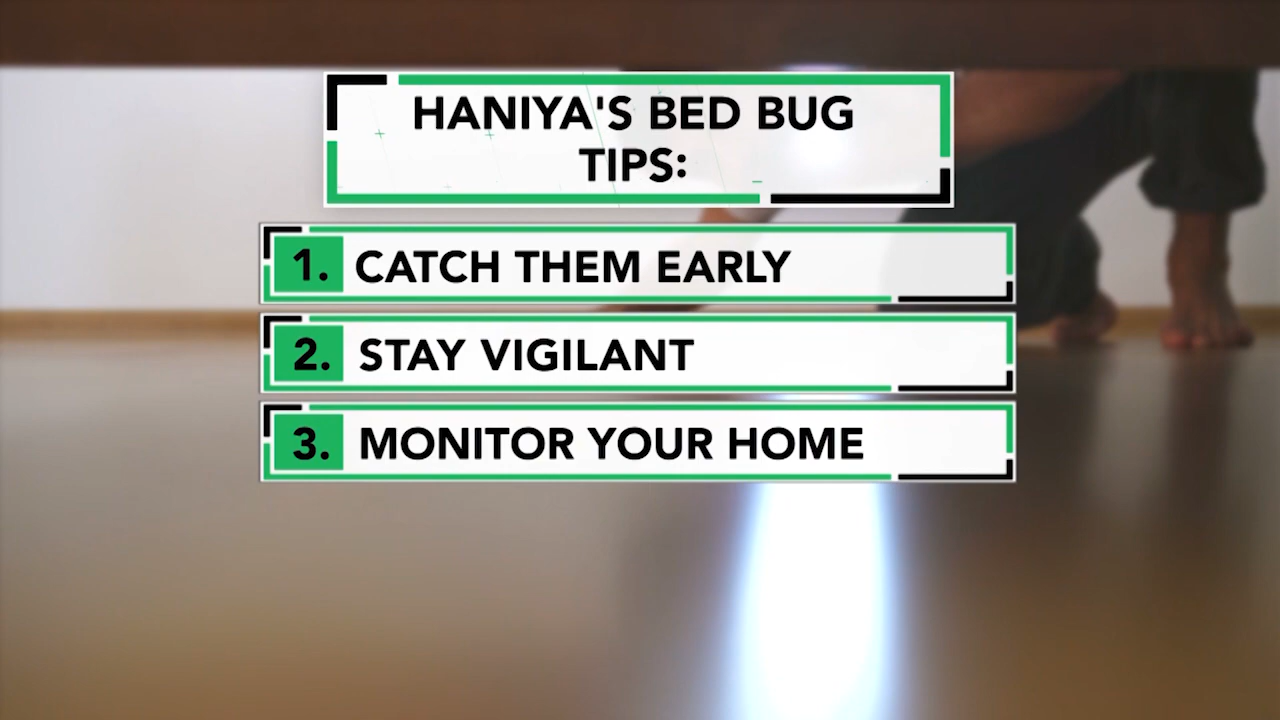 HANIYA'S BED BUG
TIPS:
1. CATCH THEM EARLY
2. STAY VIGILANT
3. MONITOR YOUR HOME